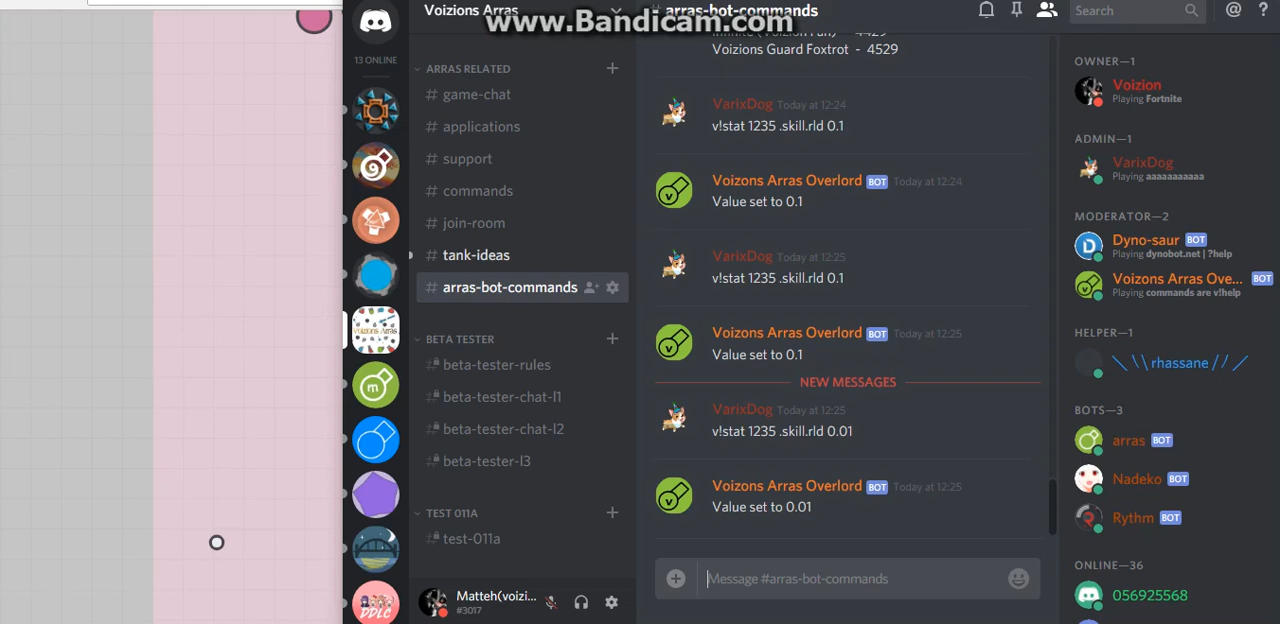 www.Bandicam.com
Voizions Arras
# arras-bot-commands
Search
@
?
13 ONLINE
ARRAS RELATED +
# game-chat
# applications
# support
# commands
# join-room
# tank-ideas
# arras-bot-commands
BETA TESTER +
# beta-tester-rules
# beta-tester-chat-l1
# beta-tester-chat-l2
# beta-tester-l3
TEST 011A +
# test-011a
Matteh(voizi...
#3017
Voizions Guard Foxtrot - 4529
VarixDog Today at 12:24
v!stat 1235 .skill.rld 0.1
Voizons Arras Overlord BOT Today at 12:24
Value set to 0.1
VarixDog Today at 12:25
v!stat 1235 .skill.rld 0.1
Voizons Arras Overlord BOT Today at 12:25
Value set to 0.1
NEW MESSAGES
VarixDog Today at 12:25
v!stat 1235 .skill.rld 0.01
Voizons Arras Overlord BOT Today at 12:25
Value set to 0.01
Message #arras-bot-commands
OWNER—1
Voizion
Playing Fortnite
ADMIN—1
VarixDog
Playing aaaaaaaaaaa
MODERATOR—2
Dyno-saur BOT
Playing dynobot.net | ?help
Voizons Arras Ove... BOT
Playing commands are v!help
HELPER—1
\ \\ rhassane // /
BOTS—3
arras BOT
Nadeko BOT
Rythm BOT
ONLINE—36
056925568
m
v
D
DDLC